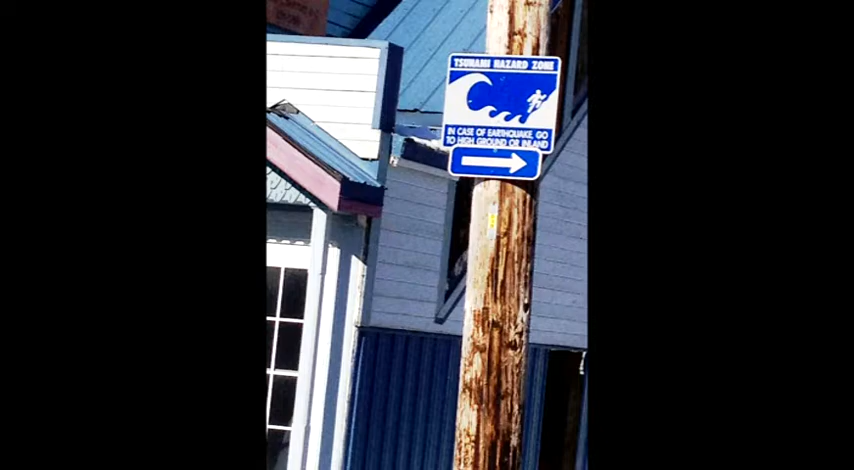 TSUNAMI HAZARD ZONE
IN CASE OF EARTHQUAKE, GO
TO HIGH GROUND OR INLAND